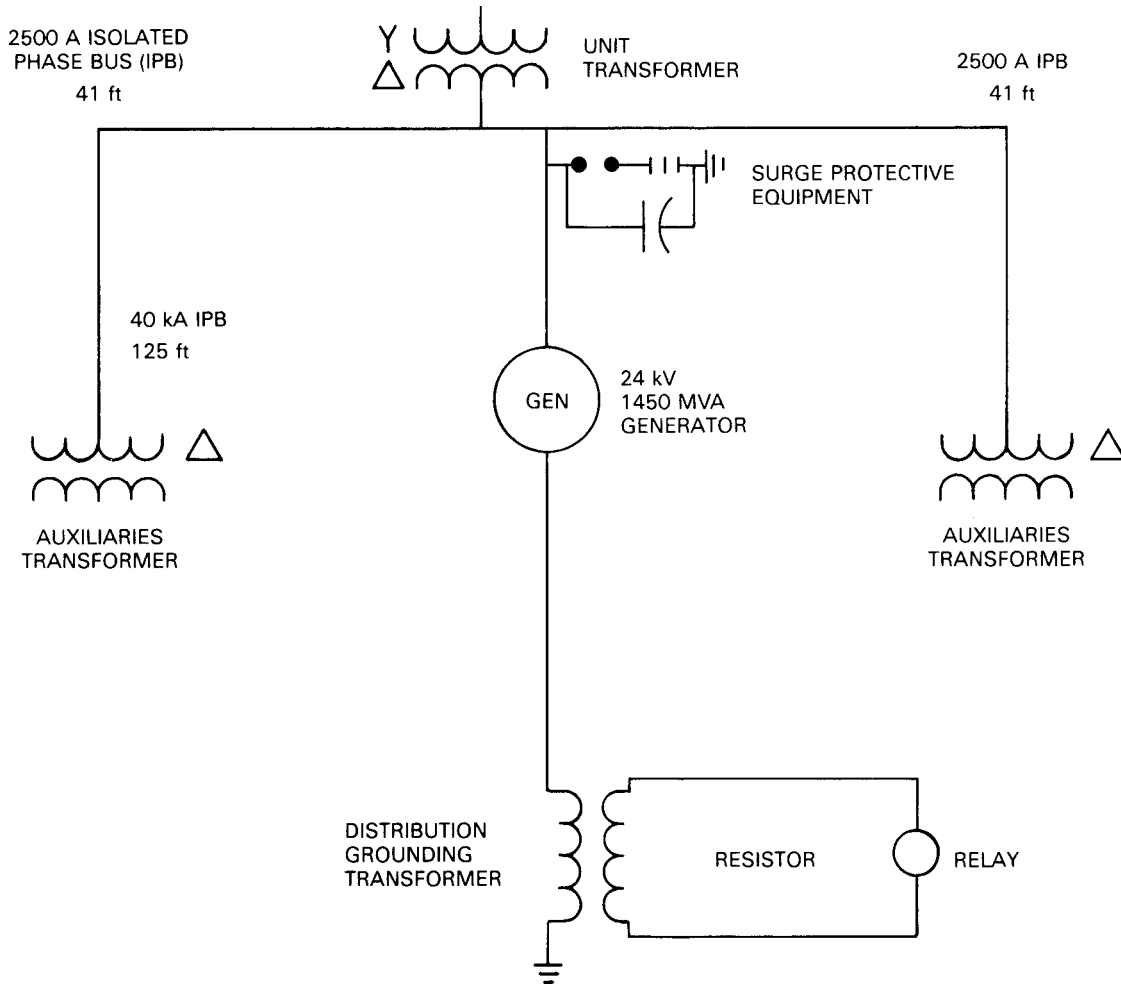 2500 A ISOLATED
PHASE BUS (IPB)
41 ft
Y
UNIT
TRANSFORMER
2500 A IPB
41 ft
SURGE PROTECTIVE
EQUIPMENT
40 kA IPB
125 ft
GEN
24 kV
1450 MVA
GENERATOR
AUXILIARIES
TRANSFORMER
AUXILIARIES
TRANSFORMER
DISTRIBUTION
GROUNDING
TRANSFORMER
RESISTOR
RELAY